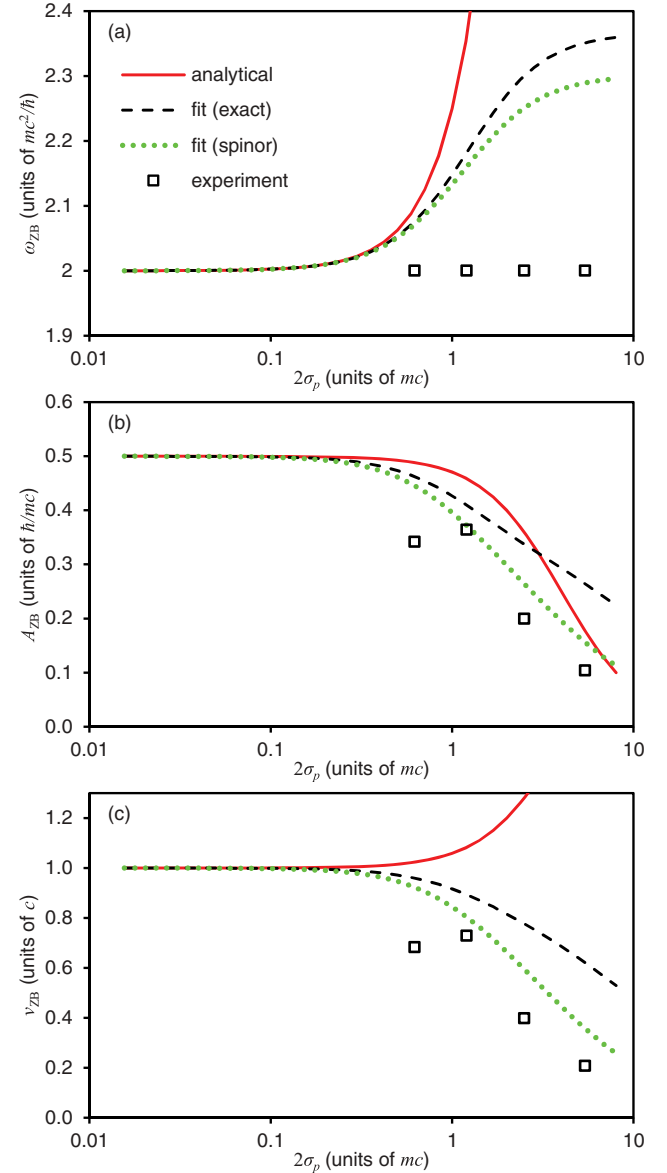 2.4
(a)
analytical
2.3
fit (exact)
fit (spinor)
2.2
experiment
2.1
2
1.9
ω_ZB (units of mc²/ħ)
0.01 0.1 1 10
2σ_p (units of mc)
0.6
(b)
0.5
0.4
0.3
0.2
0.1
0.0
A_ZB (units of ħ/mc)
0.01 0.1 1 10
2σ_p (units of mc)
1.2
(c)
1.0
0.8
0.6
0.4
0.2
0.0
v_ZB (units of c)
0.01 0.1 1 10
2σ_p (units of mc)